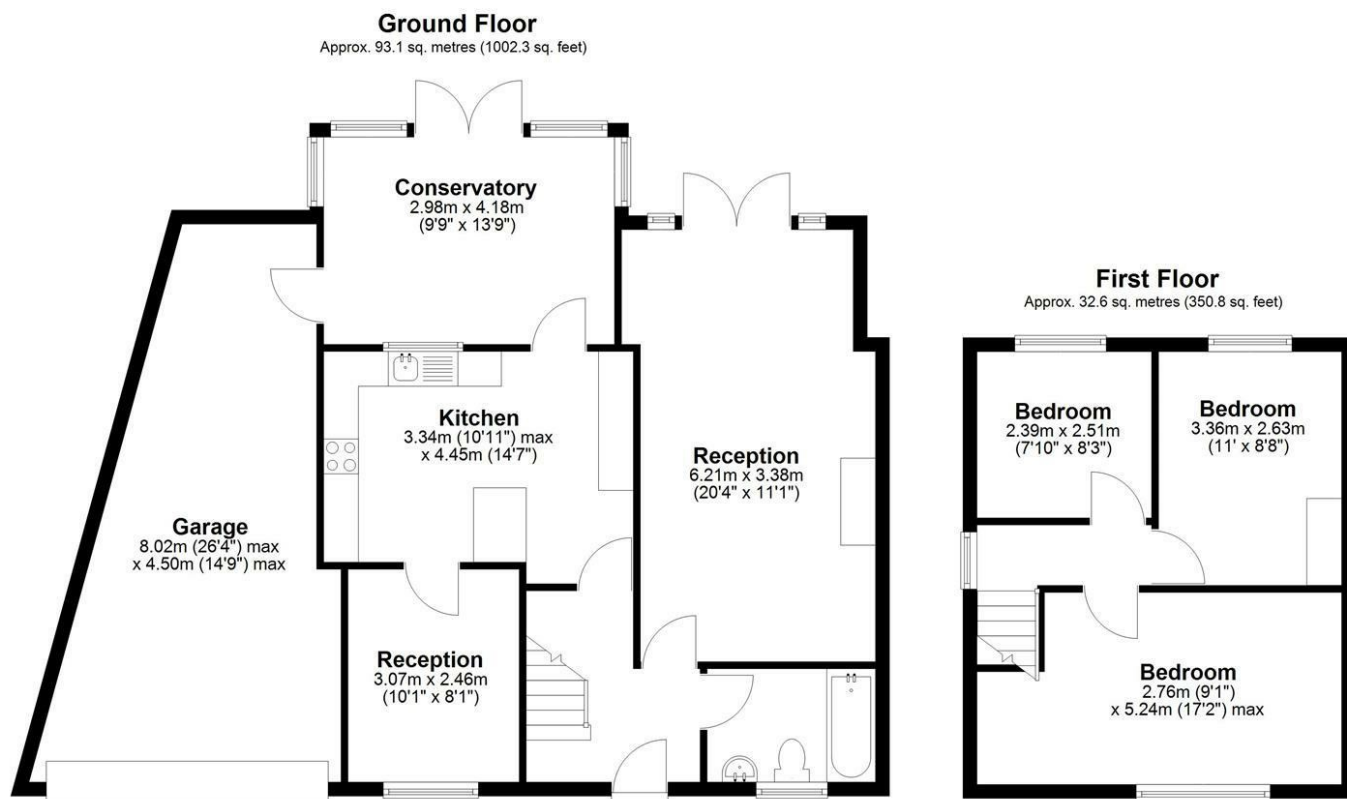 Ground Floor
Approx. 93.1 sq. metres (1002.3 sq. feet)
Conservatory
2.98m x 4.18m
(9'9" x 13'9")
Kitchen
3.34m (10'11") max
x 4.45m (14'7")
Reception
6.21m x 3.38m
(20'4" x 11'1")
Garage
8.02m (26'4") max
x 4.50m (14'9") max
Reception
3.07m x 2.46m
(10'1" x 8'1")
First Floor
Approx. 32.6 sq. metres (350.8 sq. feet)
Bedroom
2.39m x 2.51m
(7'10" x 8'3")
Bedroom
3.36m x 2.63m
(11' x 8'8")
Bedroom
2.76m (9'1")
x 5.24m (17'2") max